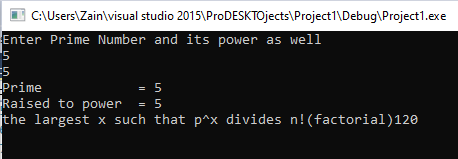 C:\Users\Zain\visual studio 2015\ProDESKTOjects\Project1\Debug\Project1.exe
Enter Prime Number and its power as well
5
5
Prime            = 5
Raised to power  = 5
the largest x such that p^x divides n!(factorial)120